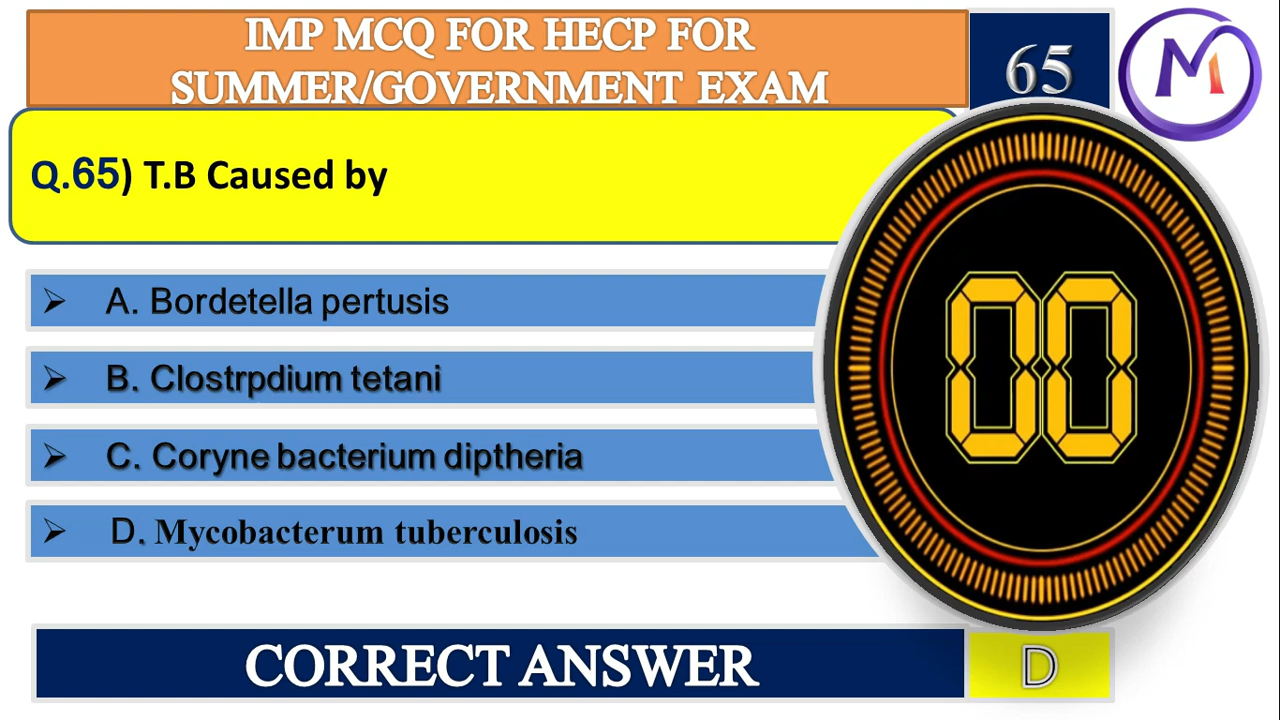 IMP MCQ FOR HECP FOR
SUMMER/GOVERNMENT EXAM
65
M
Q.65) T.B Caused by
➢ A. Bordetella pertusis
➢ B. Clostrpdium tetani
➢ C. Coryne bacterium diptheria
➢ D. Mycobacterum tuberculosis
00
CORRECT ANSWER
D